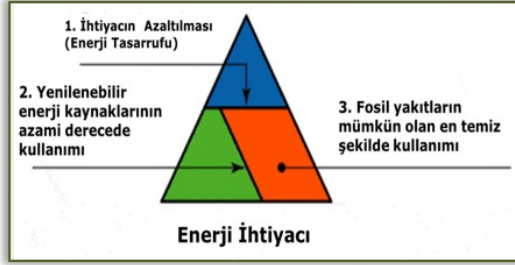 1. İhtiyacın Azaltılması
(Enerji Tasarrufu)
2. Yenilenebilir
enerji kaynaklarının
azami derecede
kullanımı
3. Fosil yakıtların
mümkün olan en temiz
şekilde kullanımı
Enerji İhtiyacı